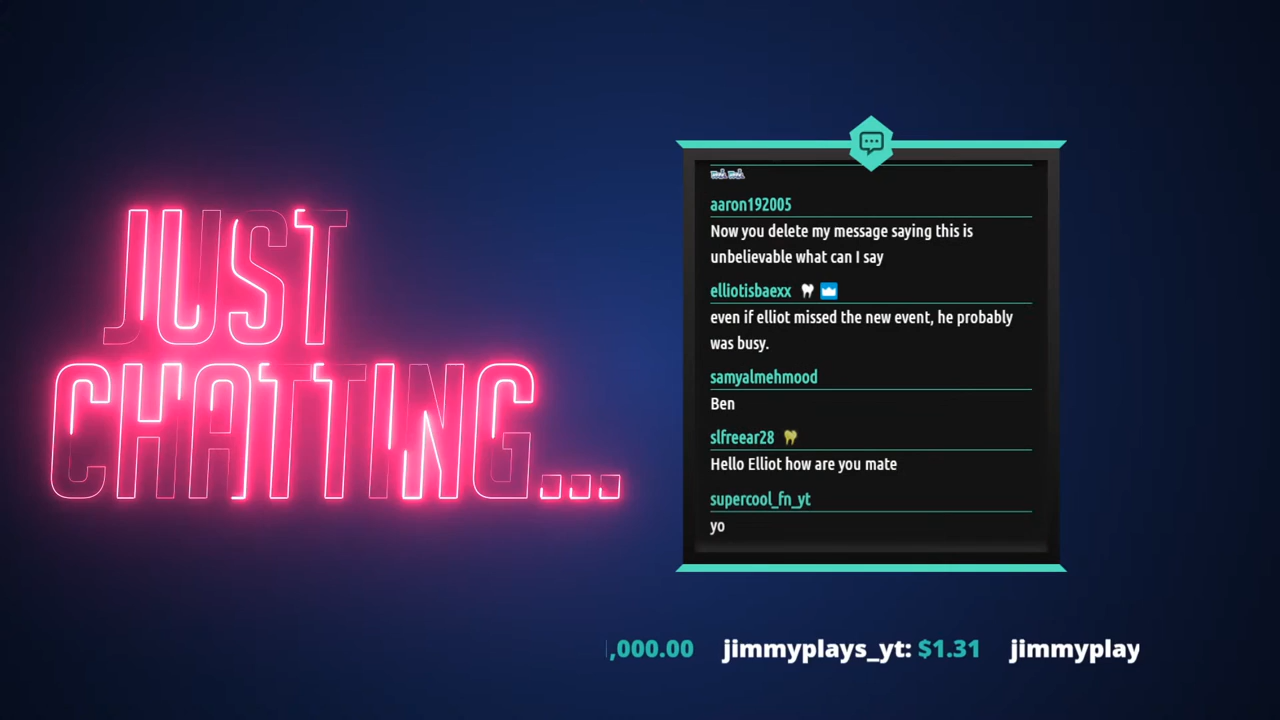 JUST
CHATTING...
aaron192005
Now you delete my message saying this is
unbelievable what can I say
elliotisbaexx
even if elliot missed the new event, he probably
was busy.
samyalmehmood
Ben
slfreear28
Hello Elliot how are you mate
supercool_fn_yt
yo
,000.00 jimmyplays_yt: $1.31 jimmyplay